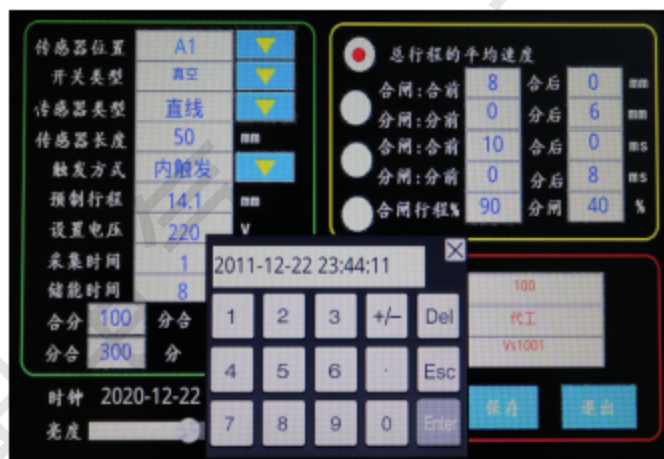 传感器位置 A1
开关类型 真空
传感器类型 直线
传感器长度 50 mm
触发方式 内触发
预制行程 14.1 mm
设置电压 220 V
采集时间 1
储能时间 8
合分 100 分合
分合 300 分
时钟 2020-12-22
亮度
总行程的平均速度
合闸:合前 8 合后 0 mm
分闸:分前 0 分后 6 mm
合闸:合前 10 合后 0 ms
分闸:分前 0 分后 8 ms
合闸行程% 90 分闸 40 %
100
代工
Vs1001
保存 退出
2011-12-22 23:44:11
1 2 3 +/- Del
4 5 6 . Esc
7 8 9 0 Enter